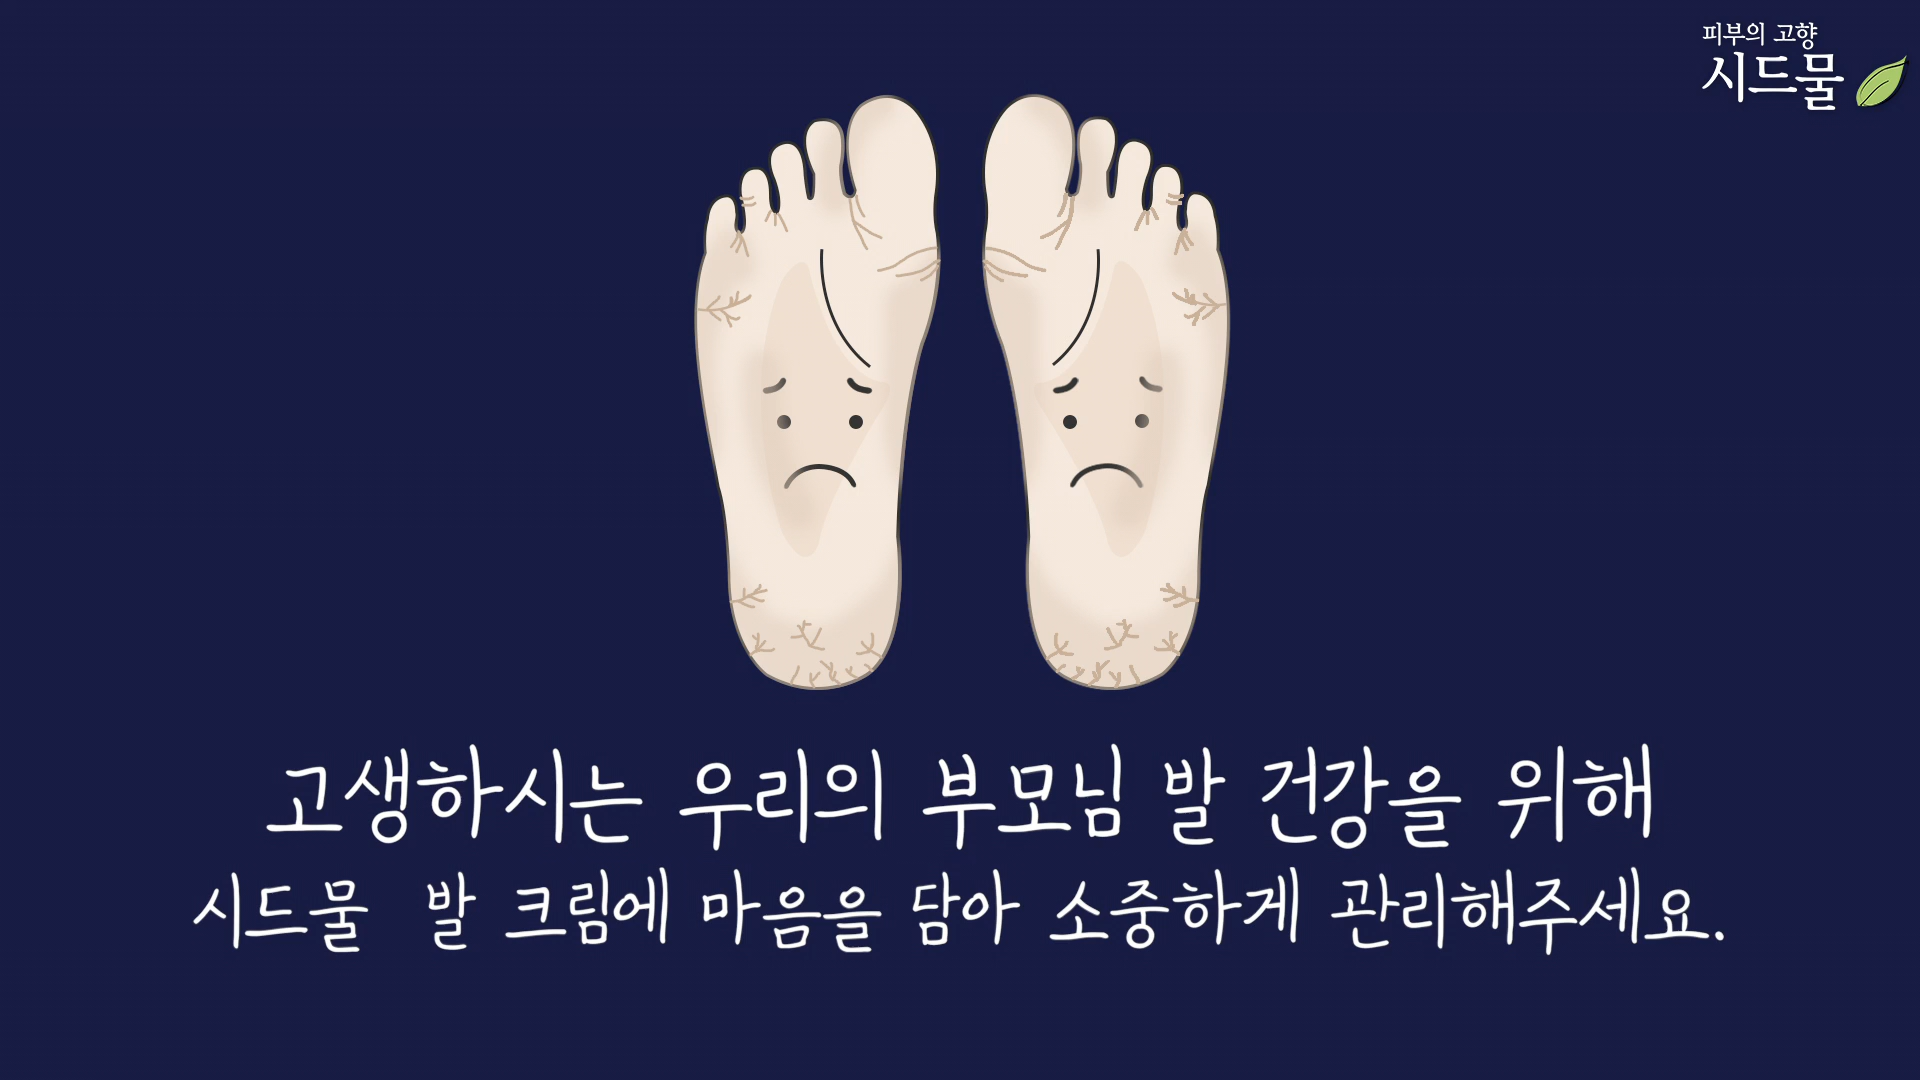 피부의 고향
시드물
고생하시는 우리의 부모님 발 건강을 위해
시드물 발 크림에 마음을 담아 소중하게 관리해주세요.